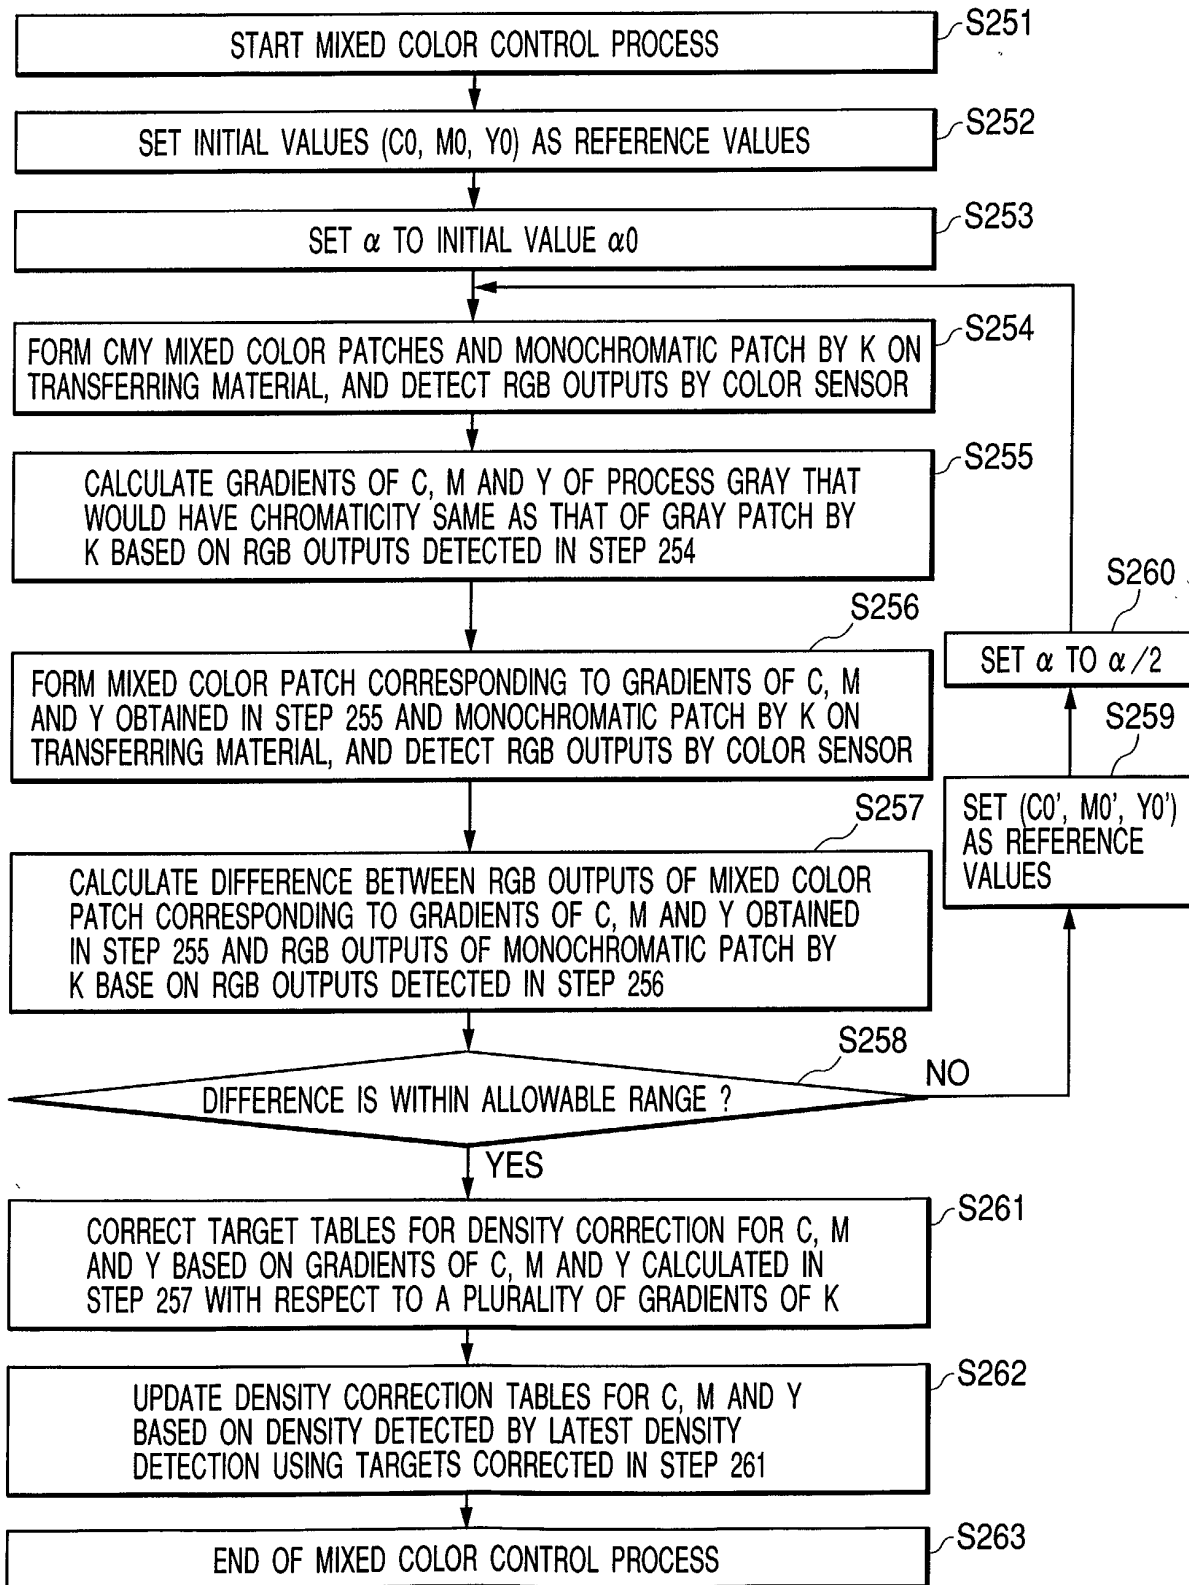 START MIXED COLOR CONTROL PROCESS
S251
SET INITIAL VALUES (C0, M0, Y0) AS REFERENCE VALUES
S252
SET α TO INITIAL VALUE α0
S253
FORM CMY MIXED COLOR PATCHES AND MONOCHROMATIC PATCH BY K ON
TRANSFERRING MATERIAL, AND DETECT RGB OUTPUTS BY COLOR SENSOR
S254
CALCULATE GRADIENTS OF C, M AND Y OF PROCESS GRAY THAT
WOULD HAVE CHROMATICITY SAME AS THAT OF GRAY PATCH BY
K BASED ON RGB OUTPUTS DETECTED IN STEP 254
S255
FORM MIXED COLOR PATCH CORRESPONDING TO GRADIENTS OF C, M
AND Y OBTAINED IN STEP 255 AND MONOCHROMATIC PATCH BY K ON
TRANSFERRING MATERIAL, AND DETECT RGB OUTPUTS BY COLOR SENSOR
S256
CALCULATE DIFFERENCE BETWEEN RGB OUTPUTS OF MIXED COLOR
PATCH CORRESPONDING TO GRADIENTS OF C, M AND Y OBTAINED
IN STEP 255 AND RGB OUTPUTS OF MONOCHROMATIC PATCH BY
K BASE ON RGB OUTPUTS DETECTED IN STEP 256
S257
DIFFERENCE IS WITHIN ALLOWABLE RANGE ?
S258
NO
YES
SET (C0', M0', Y0')
AS REFERENCE
VALUES
S259
SET α TO α/2
S260
CORRECT TARGET TABLES FOR DENSITY CORRECTION FOR C, M
AND Y BASED ON GRADIENTS OF C, M AND Y CALCULATED IN
STEP 257 WITH RESPECT TO A PLURALITY OF GRADIENTS OF K
S261
UPDATE DENSITY CORRECTION TABLES FOR C, M AND Y
BASED ON DENSITY DETECTED BY LATEST DENSITY
DETECTION USING TARGETS CORRECTED IN STEP 261
S262
END OF MIXED COLOR CONTROL PROCESS
S263